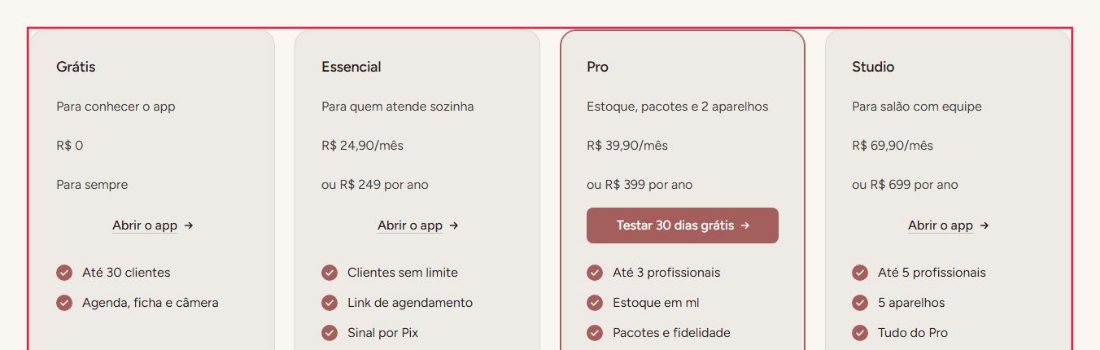 Grátis
Para conhecer o app
R$ 0
Para sempre
Abrir o app →
Até 30 clientes
Agenda, ficha e câmera
Essencial
Para quem atende sozinha
R$ 24,90/mês
ou R$ 249 por ano
Abrir o app →
Clientes sem limite
Link de agendamento
Sinal por Pix
Pro
Estoque, pacotes e 2 aparelhos
R$ 39,90/mês
ou R$ 399 por ano
Testar 30 dias grátis →
Até 3 profissionais
Estoque em ml
Pacotes e fidelidade
Studio
Para salão com equipe
R$ 69,90/mês
ou R$ 699 por ano
Abrir o app →
Até 5 profissionais
5 aparelhos
Tudo do Pro